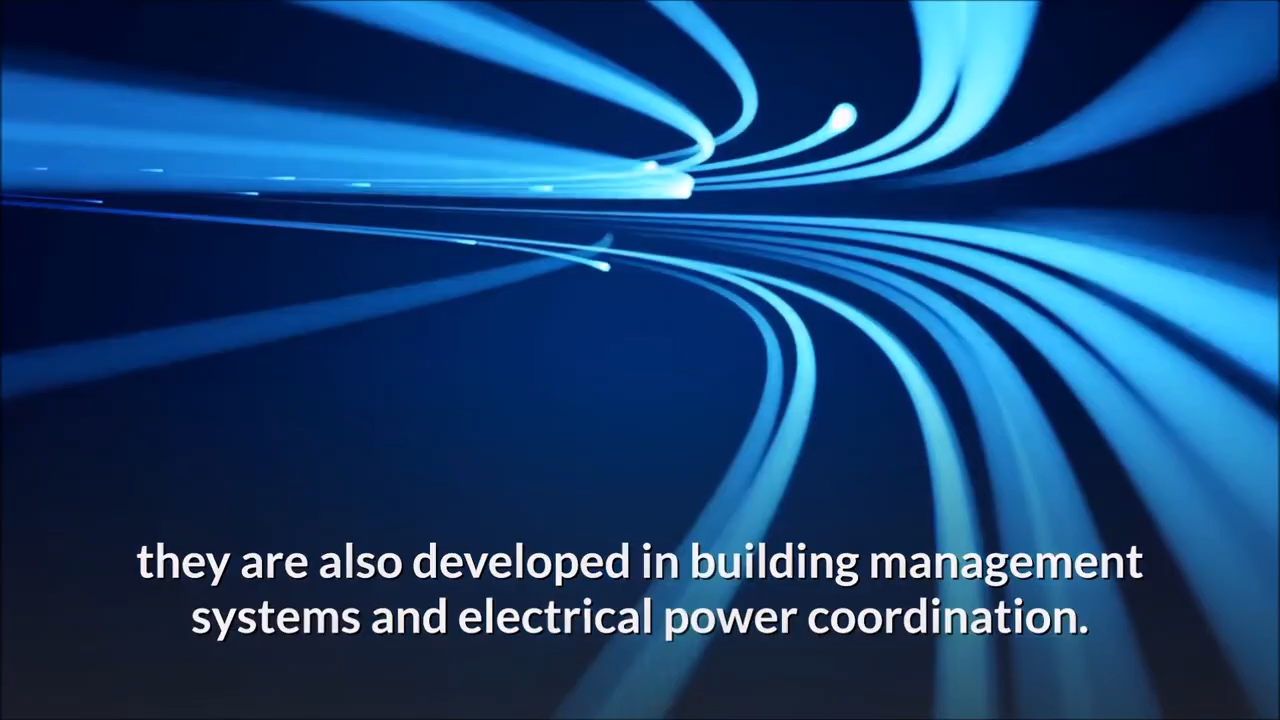 they are also developed in building management
systems and electrical power coordination.